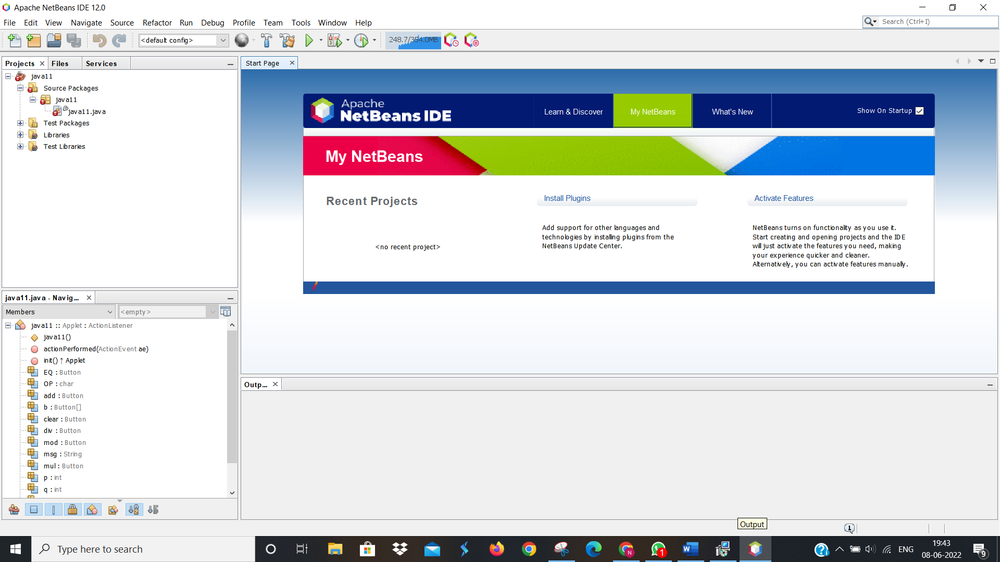 Apache NetBeans IDE 12.0
File Edit View Navigate Source Refactor Run Debug Profile Team Tools Window Help
Search (Ctrl+I)
<default config>
248.7/354.0MB
Projects Files Services
java11
Source Packages
java11
java11.java
Test Packages
Libraries
Test Libraries
Start Page
Apache
NetBeans IDE
Learn & Discover
My NetBeans
What's New
Show On Startup
My NetBeans
Recent Projects
<no recent project>
Install Plugins
Add support for other languages and
technologies by installing plugins from the
NetBeans Update Center.
Activate Features
NetBeans turns on functionality as you use it.
Start creating and opening projects and the IDE
will just activate the features you need, making
your experience quicker and cleaner.
Alternatively, you can activate features manually.
java11.java - Navig...
Members
<empty>
java11 :: Applet : ActionListener
java11()
actionPerformed(ActionEvent ae)
init() ↑ Applet
EQ : Button
OP : char
add : Button
b : Button[]
clear : Button
div : Button
mod : Button
msg : String
mul : Button
p : int
q : int
Outp...
Output
1
Type here to search
1
ENG
19:43
08-06-2022
9